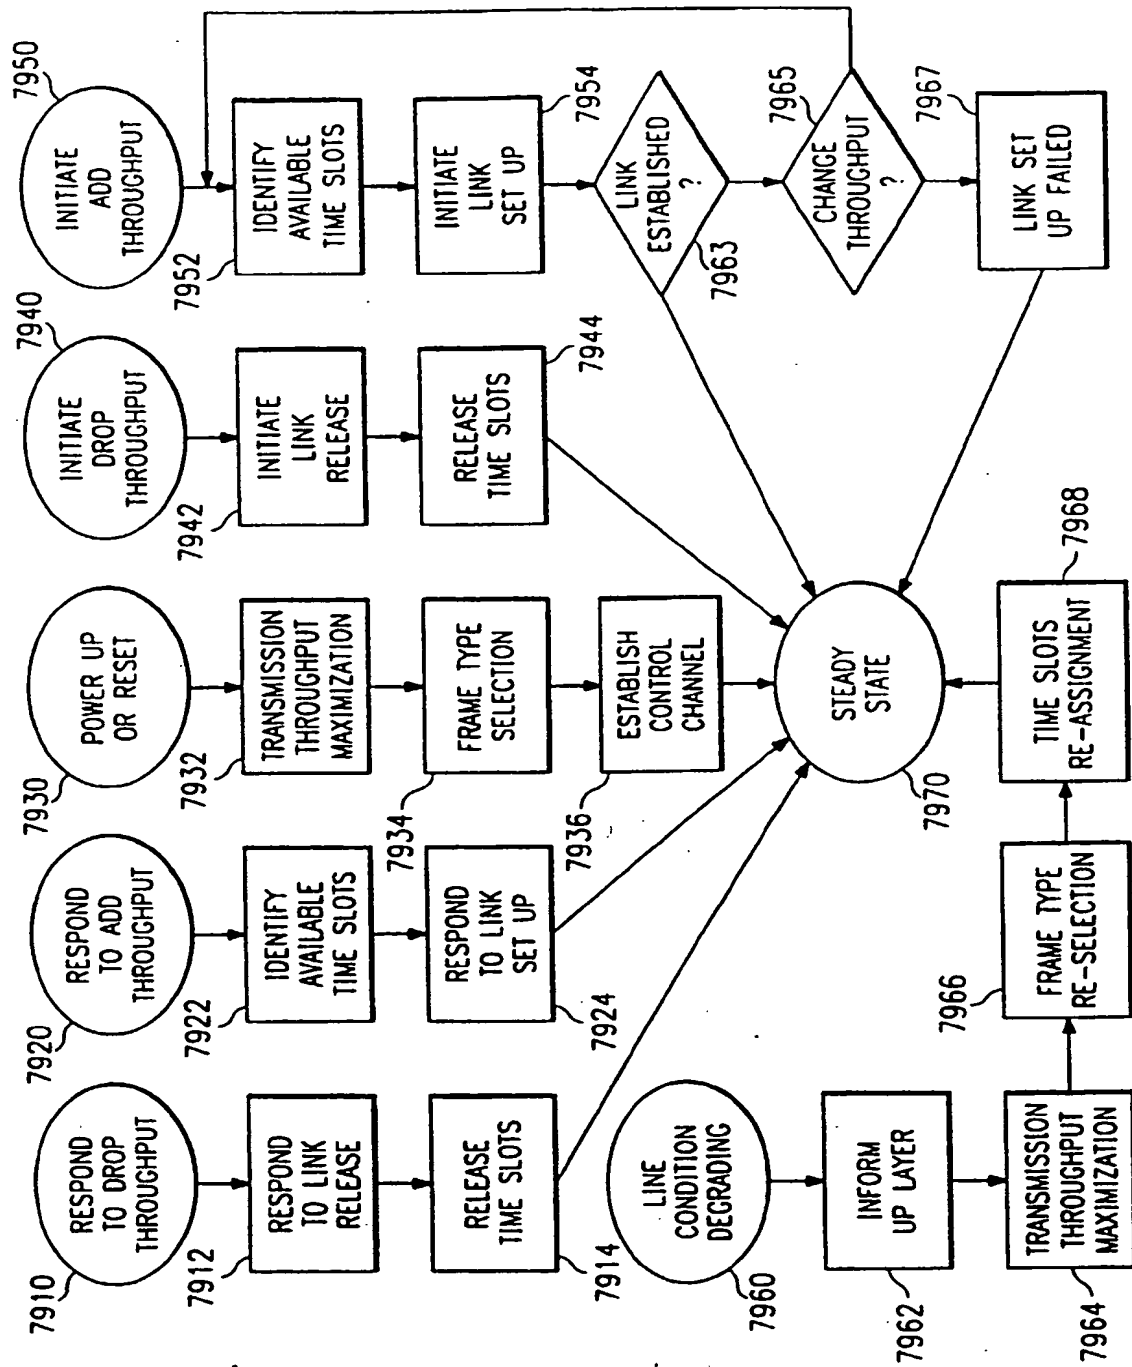 7910
RESPOND
TO DROP
THROUGHPUT
7912
RESPOND
TO LINK
RELEASE
RELEASE
TIME SLOTS
7914
7920
RESPOND
TO ADD
THROUGHPUT
7922
IDENTIFY
AVAILABLE
TIME SLOTS
RESPOND
TO LINK
SET UP
7924
7930
POWER UP
OR RESET
7932
TRANSMISSION
THROUGHPUT
MAXIMIZATION
7934
FRAME TYPE
SELECTION
7936
ESTABLISH
CONTROL
CHANNEL
7940
INITIATE
DROP
THROUGHPUT
7942
INITIATE
LINK
RELEASE
RELEASE
TIME SLOTS
7944
7950
INITIATE
ADD
THROUGHPUT
7952
IDENTIFY
AVAILABLE
TIME SLOTS
INITIATE
LINK
SET UP
7954
LINK
ESTABLISHED
?
7963
CHANGE
THROUGHPUT
?
7965
LINK SET
UP FAILED
7967
LINE
CONDITION
DEGRADING
7960
INFORM
UP LAYER
7962
TRANSMISSION
THROUGHPUT
MAXIMIZATION
7964
7966
FRAME TYPE
RE-SELECTION
TIME SLOTS
RE-ASSIGNMENT
7968
STEADY
STATE
7970